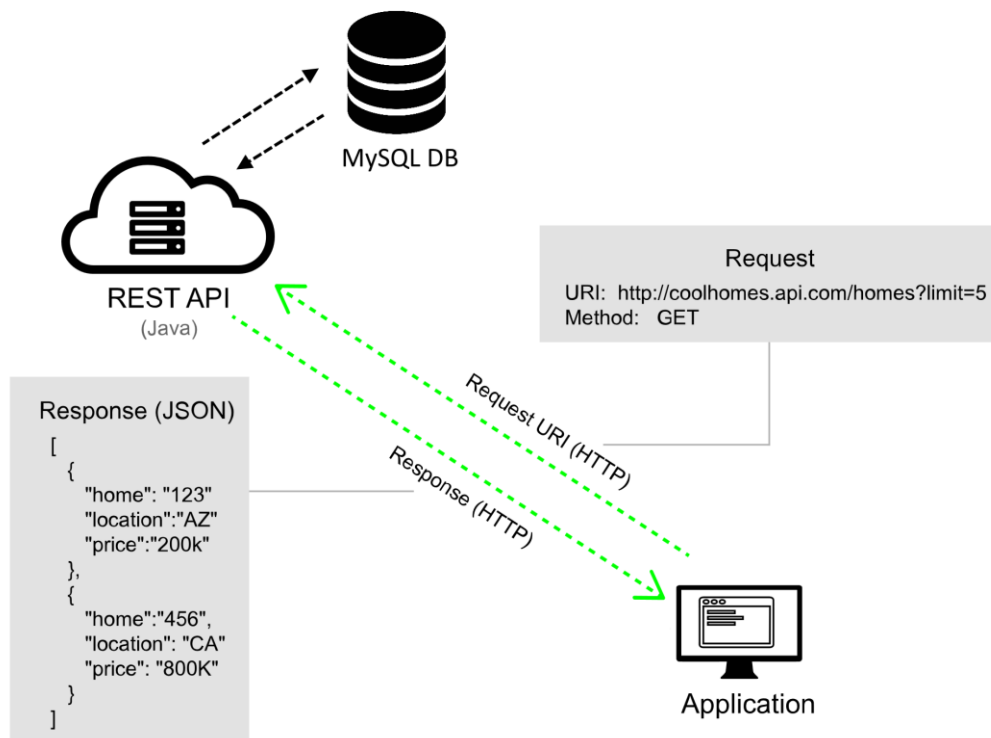 MySQL DB
REST API
(Java)
Request
URI:  http://coolhomes.api.com/homes?limit=5
Method:   GET
Request URI (HTTP)
Response (HTTP)
Response (JSON)
[
{
"home": "123"
"location":"AZ"
"price":"200k"
},
{
"home":"456",
"location": "CA"
"price": "800K"
}
]
Application